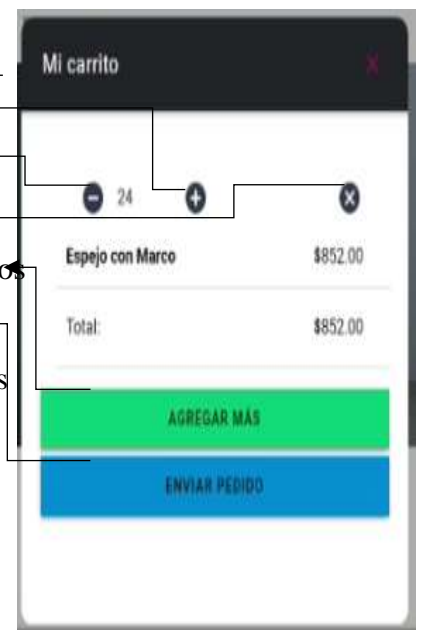 Mi carrito X
24
Espejo con Marco $852.00
Total: $852.00
AGREGAR MÁS
ENVIAR PEDIDO